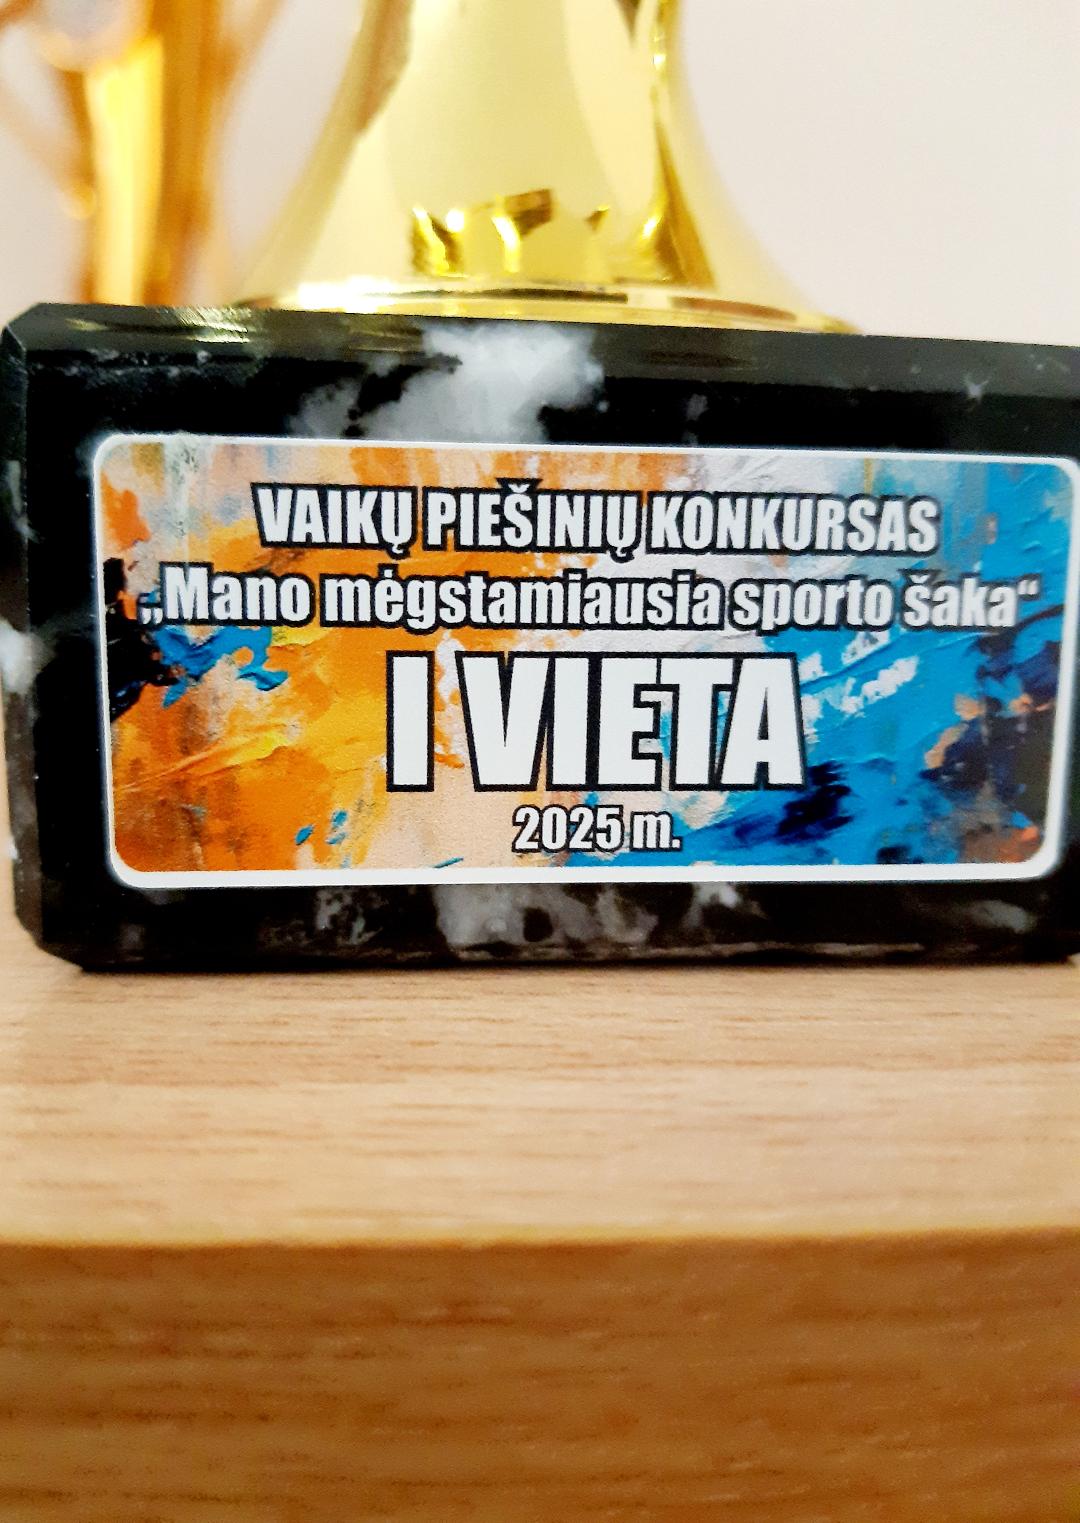 VAIKŲ PIEŠINIŲ KONKURSAS
„Mano mėgstamiausia sporto šaka“
I VIETA
2025 m.